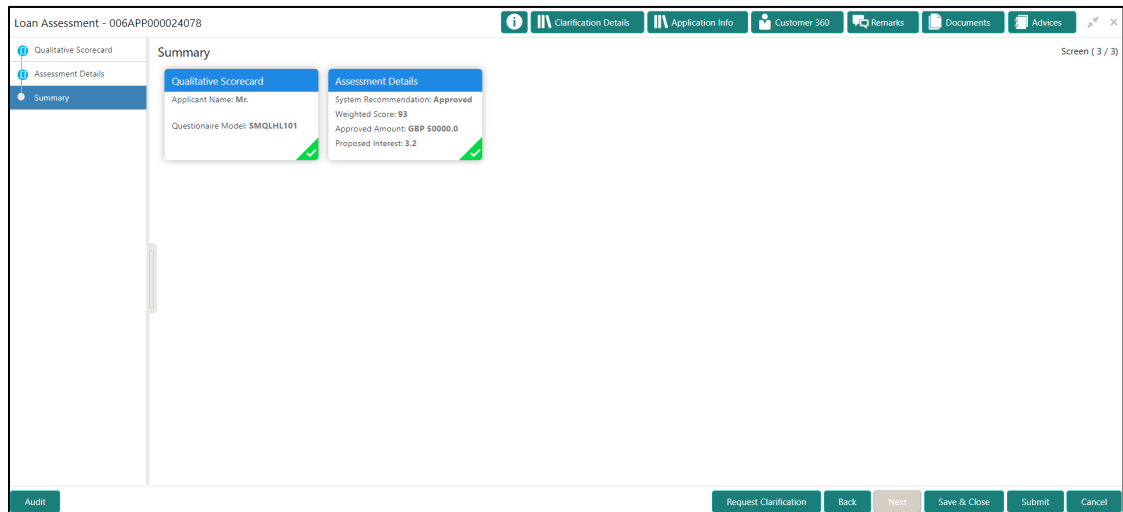 Loan Assessment - 006APP000024078
Clarification Details
Application Info
Customer 360
Remarks
Documents
Advices
Qualitative Scorecard
Assessment Details
Summary
Summary
Screen ( 3 / 3)
Qualitative Scorecard
Applicant Name: Mr.
Questionaire Model: SMQLHL101
Assessment Details
System Recommendation: Approved
Weighted Score: 93
Approved Amount: GBP 50000.0
Proposed Interest: 3.2
Audit
Request Clarification
Back
Next
Save & Close
Submit
Cancel